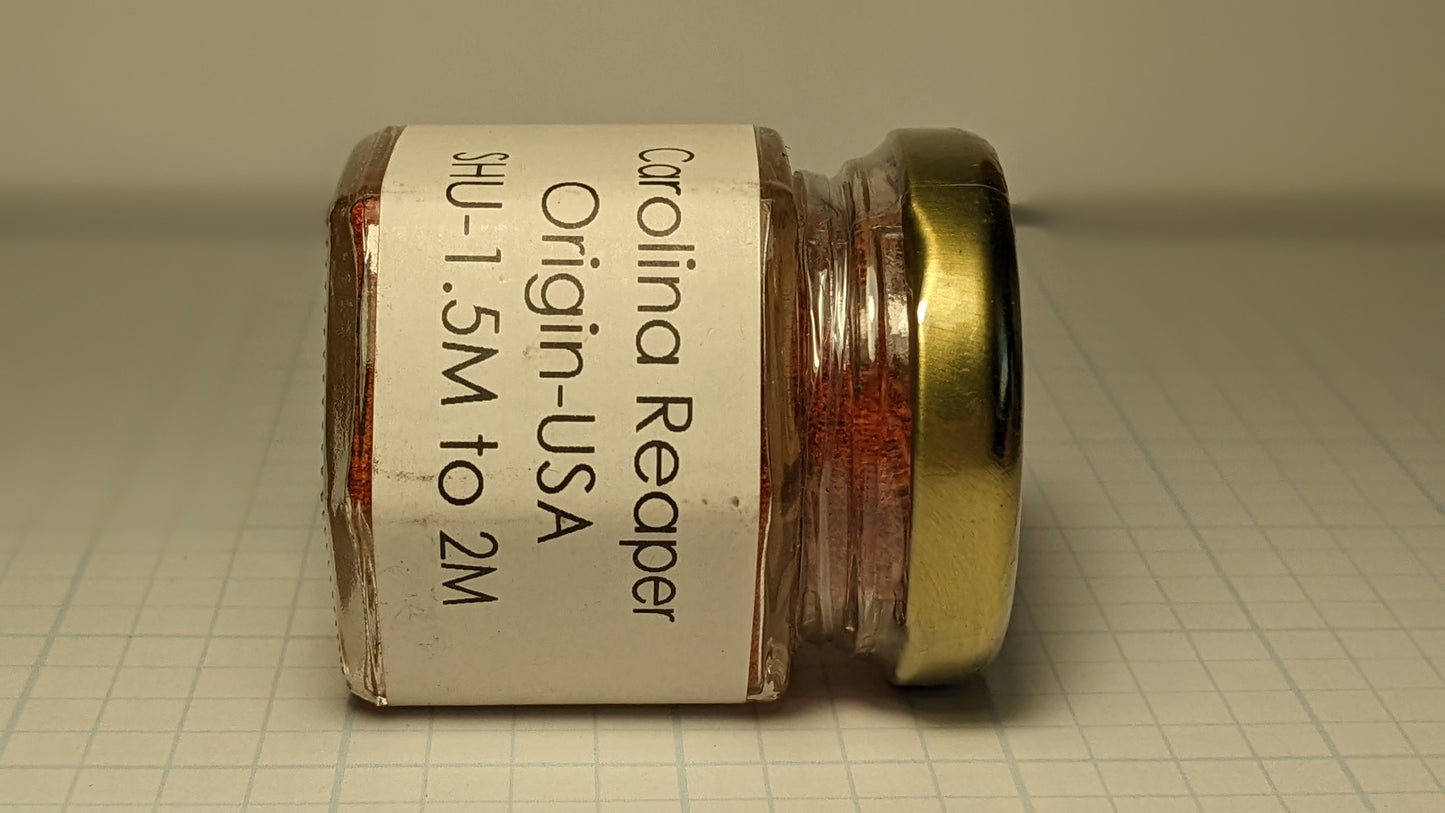 Carolina Reaper
Origin-USA
SHU-1.5M to 2M